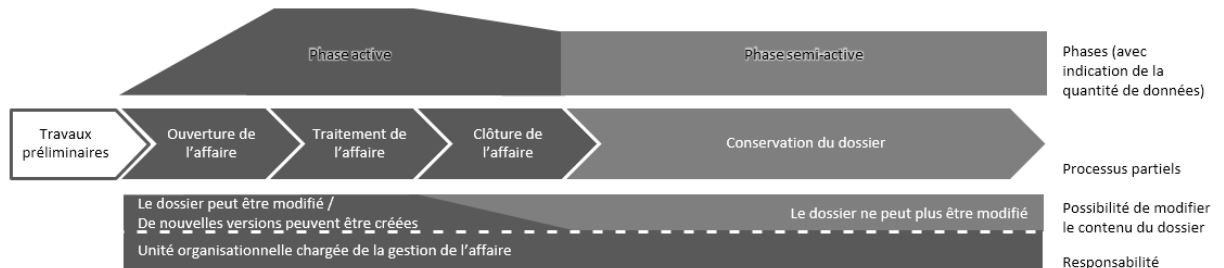 Phase active
Phase semi-active
Phases (avec
indication de la
quantité de données)
Travaux
préliminaires
Ouverture de
l’affaire
Traitement de
l’affaire
Clôture de
l’affaire
Conservation du dossier
Processus partiels
Le dossier peut être modifié /
De nouvelles versions peuvent être créées
Le dossier ne peut plus être modifié
Possibilité de modifier
le contenu du dossier
Unité organisationnelle chargée de la gestion de l’affaire
Responsabilité